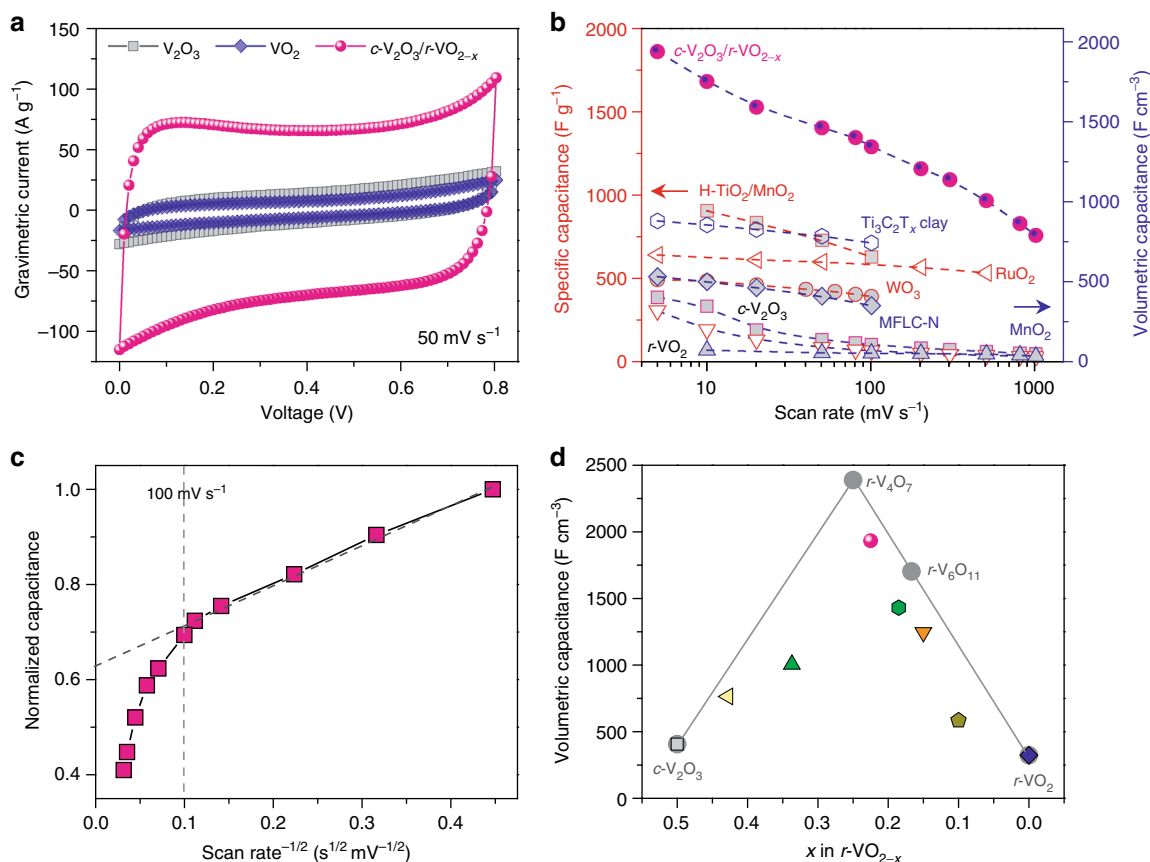 a
V₂O₃ VO₂ c-V₂O₃/r-VO₂₋ₓ
Gravimetric current (A g⁻¹)
150
100
75
50
25
0
−50
−100
50 mV s⁻¹
0.0 0.2 0.4 0.6 0.8
Voltage (V)
b
Specific capacitance (F g⁻¹)
2000
1500
1000
500
0
c-V₂O₃/r-VO₂₋ₓ
H-TiO₂/MnO₂
Ti₃C₂Tₓ clay
RuO₂
WO₃
c-V₂O₃
MFLC-N
MnO₂
r-VO₂
10 100 1000
Scan rate (mV s⁻¹)
2000
1500
1000
500
0
Volumetric capacitance (F cm⁻³)
c
Normalized capacitance
1.0
0.8
0.6
0.4
100 mV s⁻¹
0.0 0.1 0.2 0.3 0.4
Scan rate⁻¹ᐟ² (s¹ᐟ² mV⁻¹ᐟ²)
d
Volumetric capacitance (F cm⁻³)
2500
2000
1500
1000
500
0
r-V₄O₇
r-V₆O₁₁
c-V₂O₃
r-VO₂
0.5 0.4 0.3 0.2 0.1 0.0
x in r-VO₂₋ₓ